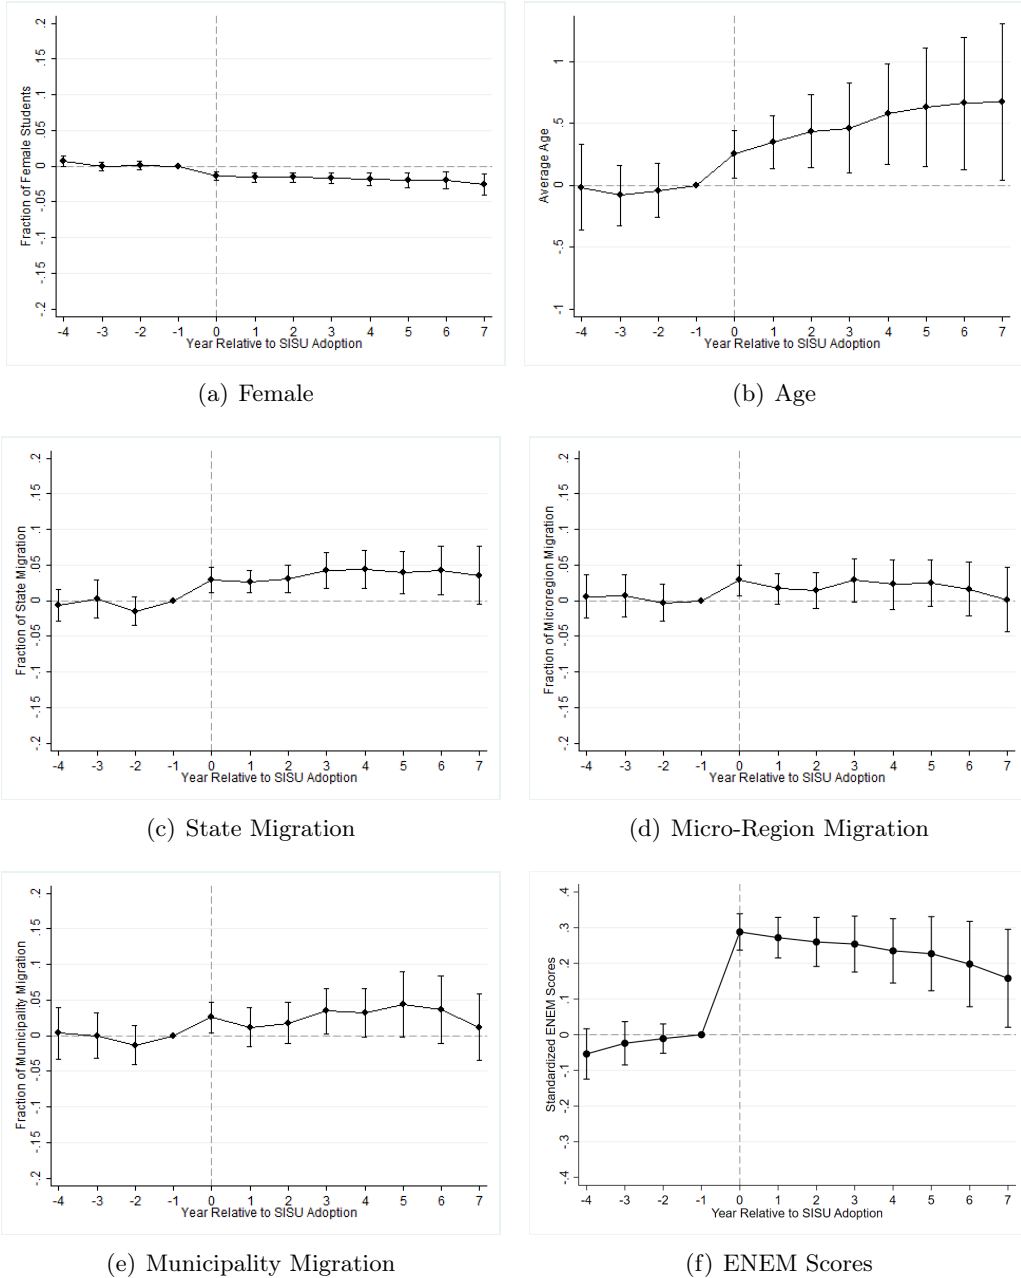 .2
.15
.1
.05
0
-.05
-.1
-.15
-.2
Fraction of Female Students
-4 -3 -2 -1 0 1 2 3 4 5 6 7
Year Relative to SISU Adoption
(a) Female
1
.5
0
-.5
-1
Average Age
-4 -3 -2 -1 0 1 2 3 4 5 6 7
Year Relative to SISU Adoption
(b) Age
.2
.15
.1
.05
0
-.05
-.1
-.15
-.2
Fraction of State Migration
-4 -3 -2 -1 0 1 2 3 4 5 6 7
Year Relative to SISU Adoption
(c) State Migration
.2
.15
.1
.05
0
-.05
-.1
-.15
-.2
Fraction of Microregion Migration
-4 -3 -2 -1 0 1 2 3 4 5 6 7
Year Relative to SISU Adoption
(d) Micro-Region Migration
.2
.15
.1
.05
0
-.05
-.1
-.15
-.2
Fraction of Municipality Migration
-4 -3 -2 -1 0 1 2 3 4 5 6 7
Year Relative to SISU Adoption
(e) Municipality Migration
.4
.3
.2
.1
0
-.1
-.2
-.3
-.4
Standardized ENEM Scores
-4 -3 -2 -1 0 1 2 3 4 5 6 7
Year Relative to SISU Adoption
(f) ENEM Scores